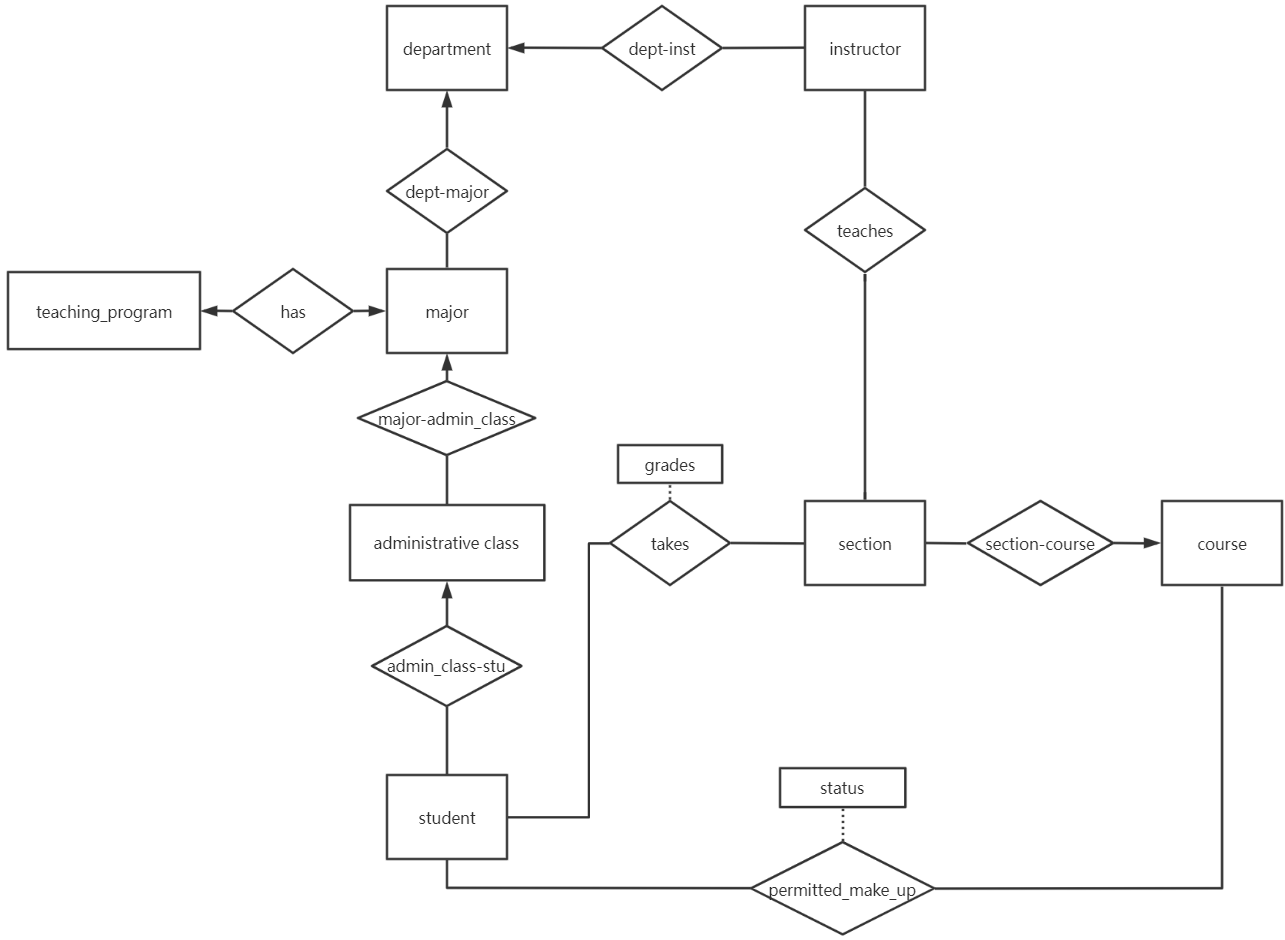 department
dept-inst
instructor
dept-major
teaches
teaching_program
has
major
major-admin_class
grades
administrative class
takes
section
section-course
course
admin_class-stu
status
student
permitted_make_up